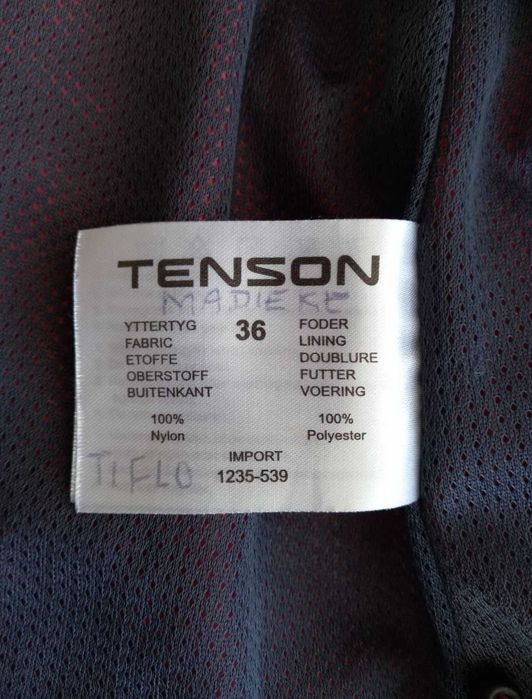 TENSON
MADIEKE
36
YTTERTYG
FABRIC
ETOFFE
OBERSTOFF
BUITENKANT
100%
Nylon
FODER
LINING
DOUBLURE
FUTTER
VOERING
100%
Polyester
IMPORT
1235-539
TIFLO